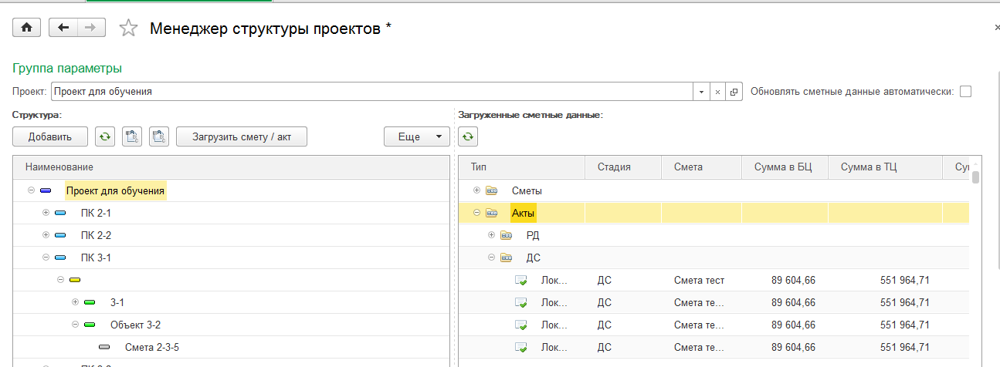 Менеджер структуры проектов *
Группа параметры
Проект: Проект для обучения Обновлять сметные данные автоматически:
Структура:
Добавить Загрузить смету / акт Еще
Наименование
Проект для обучения
ПК 2-1
ПК 2-2
ПК 3-1
3-1
Объект 3-2
Смета 2-3-5
Загруженные сметные данные:
Тип Стадия Смета Сумма в БЦ Сумма в ТЦ
Сметы
Акты
РД
ДС
Лок... ДС Смета тест 89 604,66 551 964,71
Лок... ДС Смета те... 89 604,66 551 964,71
Лок... ДС Смета те... 89 604,66 551 964,71
Лок... ДС Смета те... 89 604,66 551 964,71